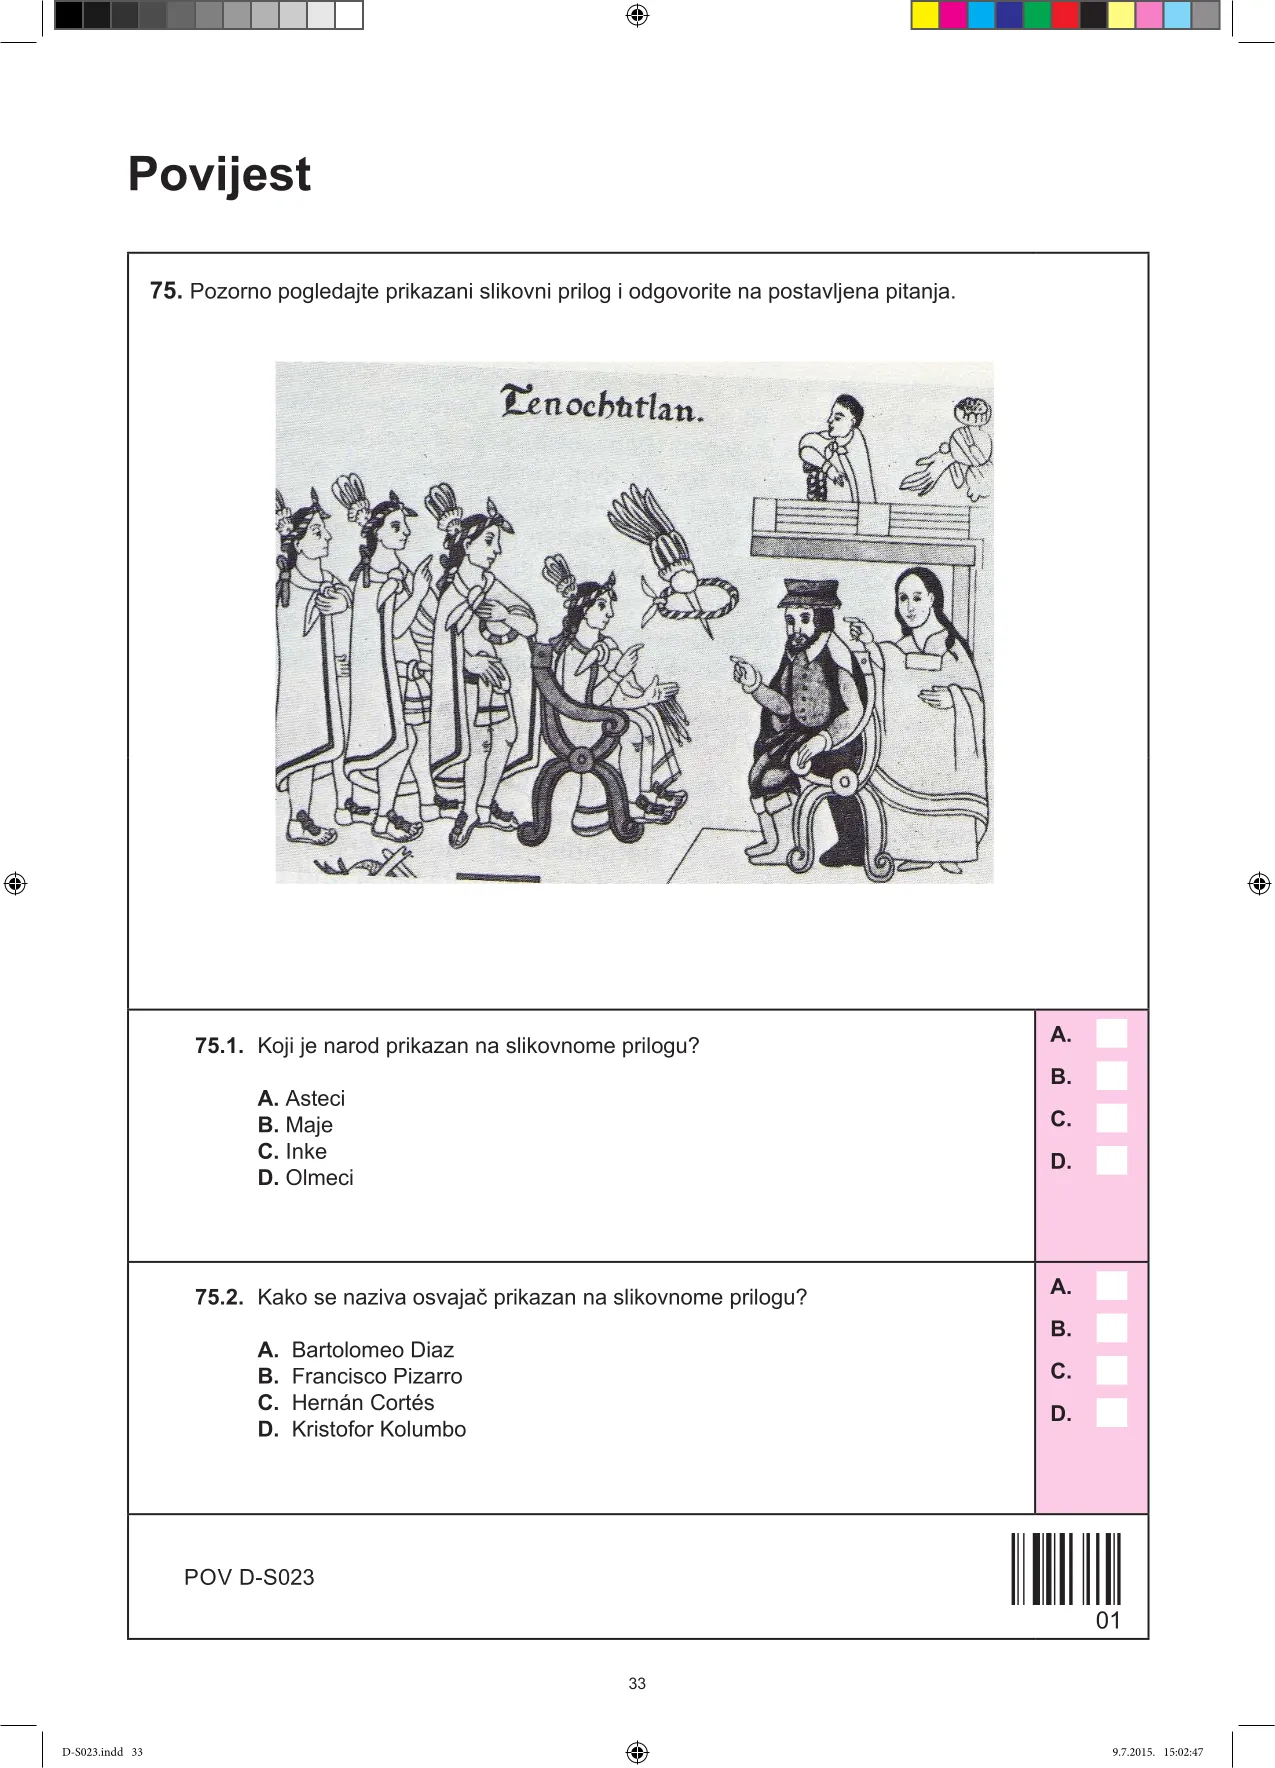 Povijest
75. Pozorno pogledajte prikazani slikovni prilog i odgovorite na postavljena pitanja.
Tenochtitlan.
75.1. Koji je narod prikazan na slikovnome prilogu?
A. Asteci
B. Maje
C. Inke
D. Olmeci
A.
B.
C.
D.
75.2. Kako se naziva osvajač prikazan na slikovnome prilogu?
A. Bartolomeo Diaz
B. Francisco Pizarro
C. Hernán Cortés
D. Kristofor Kolumbo
A.
B.
C.
D.
POV D-S023
01
33
D-S023.indd 33
9.7.2015. 15:02:47